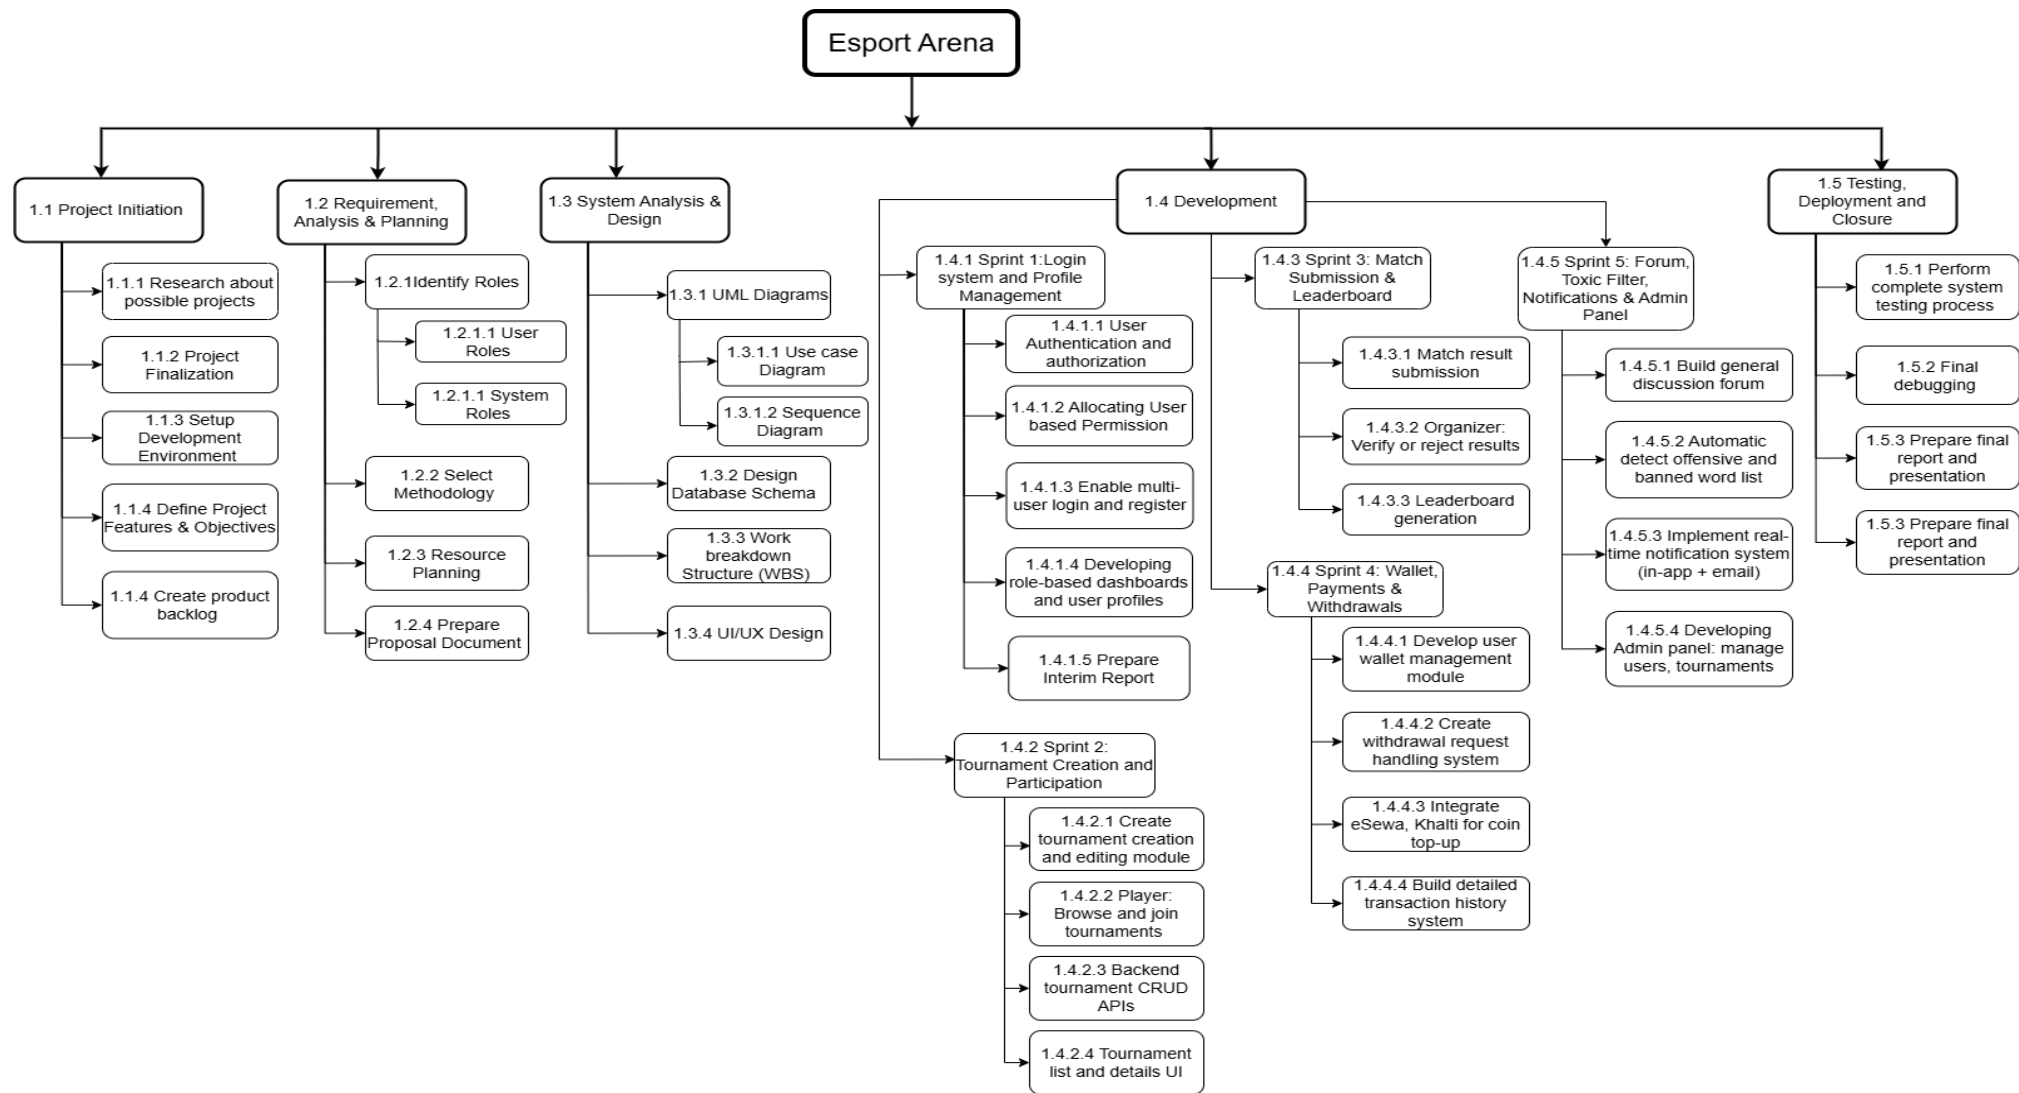 Esport Arena
1.1 Project Initiation
1.1.1 Research about
possible projects
1.1.2 Project
Finalization
1.1.3 Setup
Development
Environment
1.1.4 Define Project
Features & Objectives
1.1.4 Create product
backlog
1.2 Requirement,
Analysis & Planning
1.2.1Identify Roles
1.2.1.1 User
Roles
1.2.1.1 System
Roles
1.2.2 Select
Methodology
1.2.3 Resource
Planning
1.2.4 Prepare
Proposal Document
1.3 System Analysis &
Design
1.3.1 UML Diagrams
1.3.1.1 Use case
Diagram
1.3.1.2 Sequence
Diagram
1.3.2 Design
Database Schema
1.3.3 Work
breakdown
Structure (WBS)
1.3.4 UI/UX Design
1.4 Development
1.4.1 Sprint 1:Login
system and Profile
Management
1.4.1.1 User
Authentication and
authorization
1.4.1.2 Allocating User
based Permission
1.4.1.3 Enable multi-
user login and register
1.4.1.4 Developing
role-based dashboards
and user profiles
1.4.1.5 Prepare
Interim Report
1.4.2 Sprint 2:
Tournament Creation and
Participation
1.4.2.1 Create
tournament creation
and editing module
1.4.2.2 Player:
Browse and join
tournaments
1.4.2.3 Backend
tournament CRUD
APIs
1.4.2.4 Tournament
list and details UI
1.4.3 Sprint 3: Match
Submission &
Leaderboard
1.4.3.1 Match result
submission
1.4.3.2 Organizer:
Verify or reject results
1.4.3.3 Leaderboard
generation
1.4.4 Sprint 4: Wallet,
Payments &
Withdrawals
1.4.4.1 Develop user
wallet management
module
1.4.4.2 Create
withdrawal request
handling system
1.4.4.3 Integrate
eSewa, Khalti for coin
top-up
1.4.4.4 Build detailed
transaction history
system
1.4.5 Sprint 5: Forum,
Toxic Filter,
Notifications & Admin
Panel
1.4.5.1 Build general
discussion forum
1.4.5.2 Automatic
detect offensive and
banned word list
1.4.5.3 Implement real-
time notification system
(in-app + email)
1.4.5.4 Developing
Admin panel: manage
users, tournaments
1.5 Testing,
Deployment and
Closure
1.5.1 Perform
complete system
testing process
1.5.2 Final
debugging
1.5.3 Prepare final
report and
presentation
1.5.3 Prepare final
report and
presentation